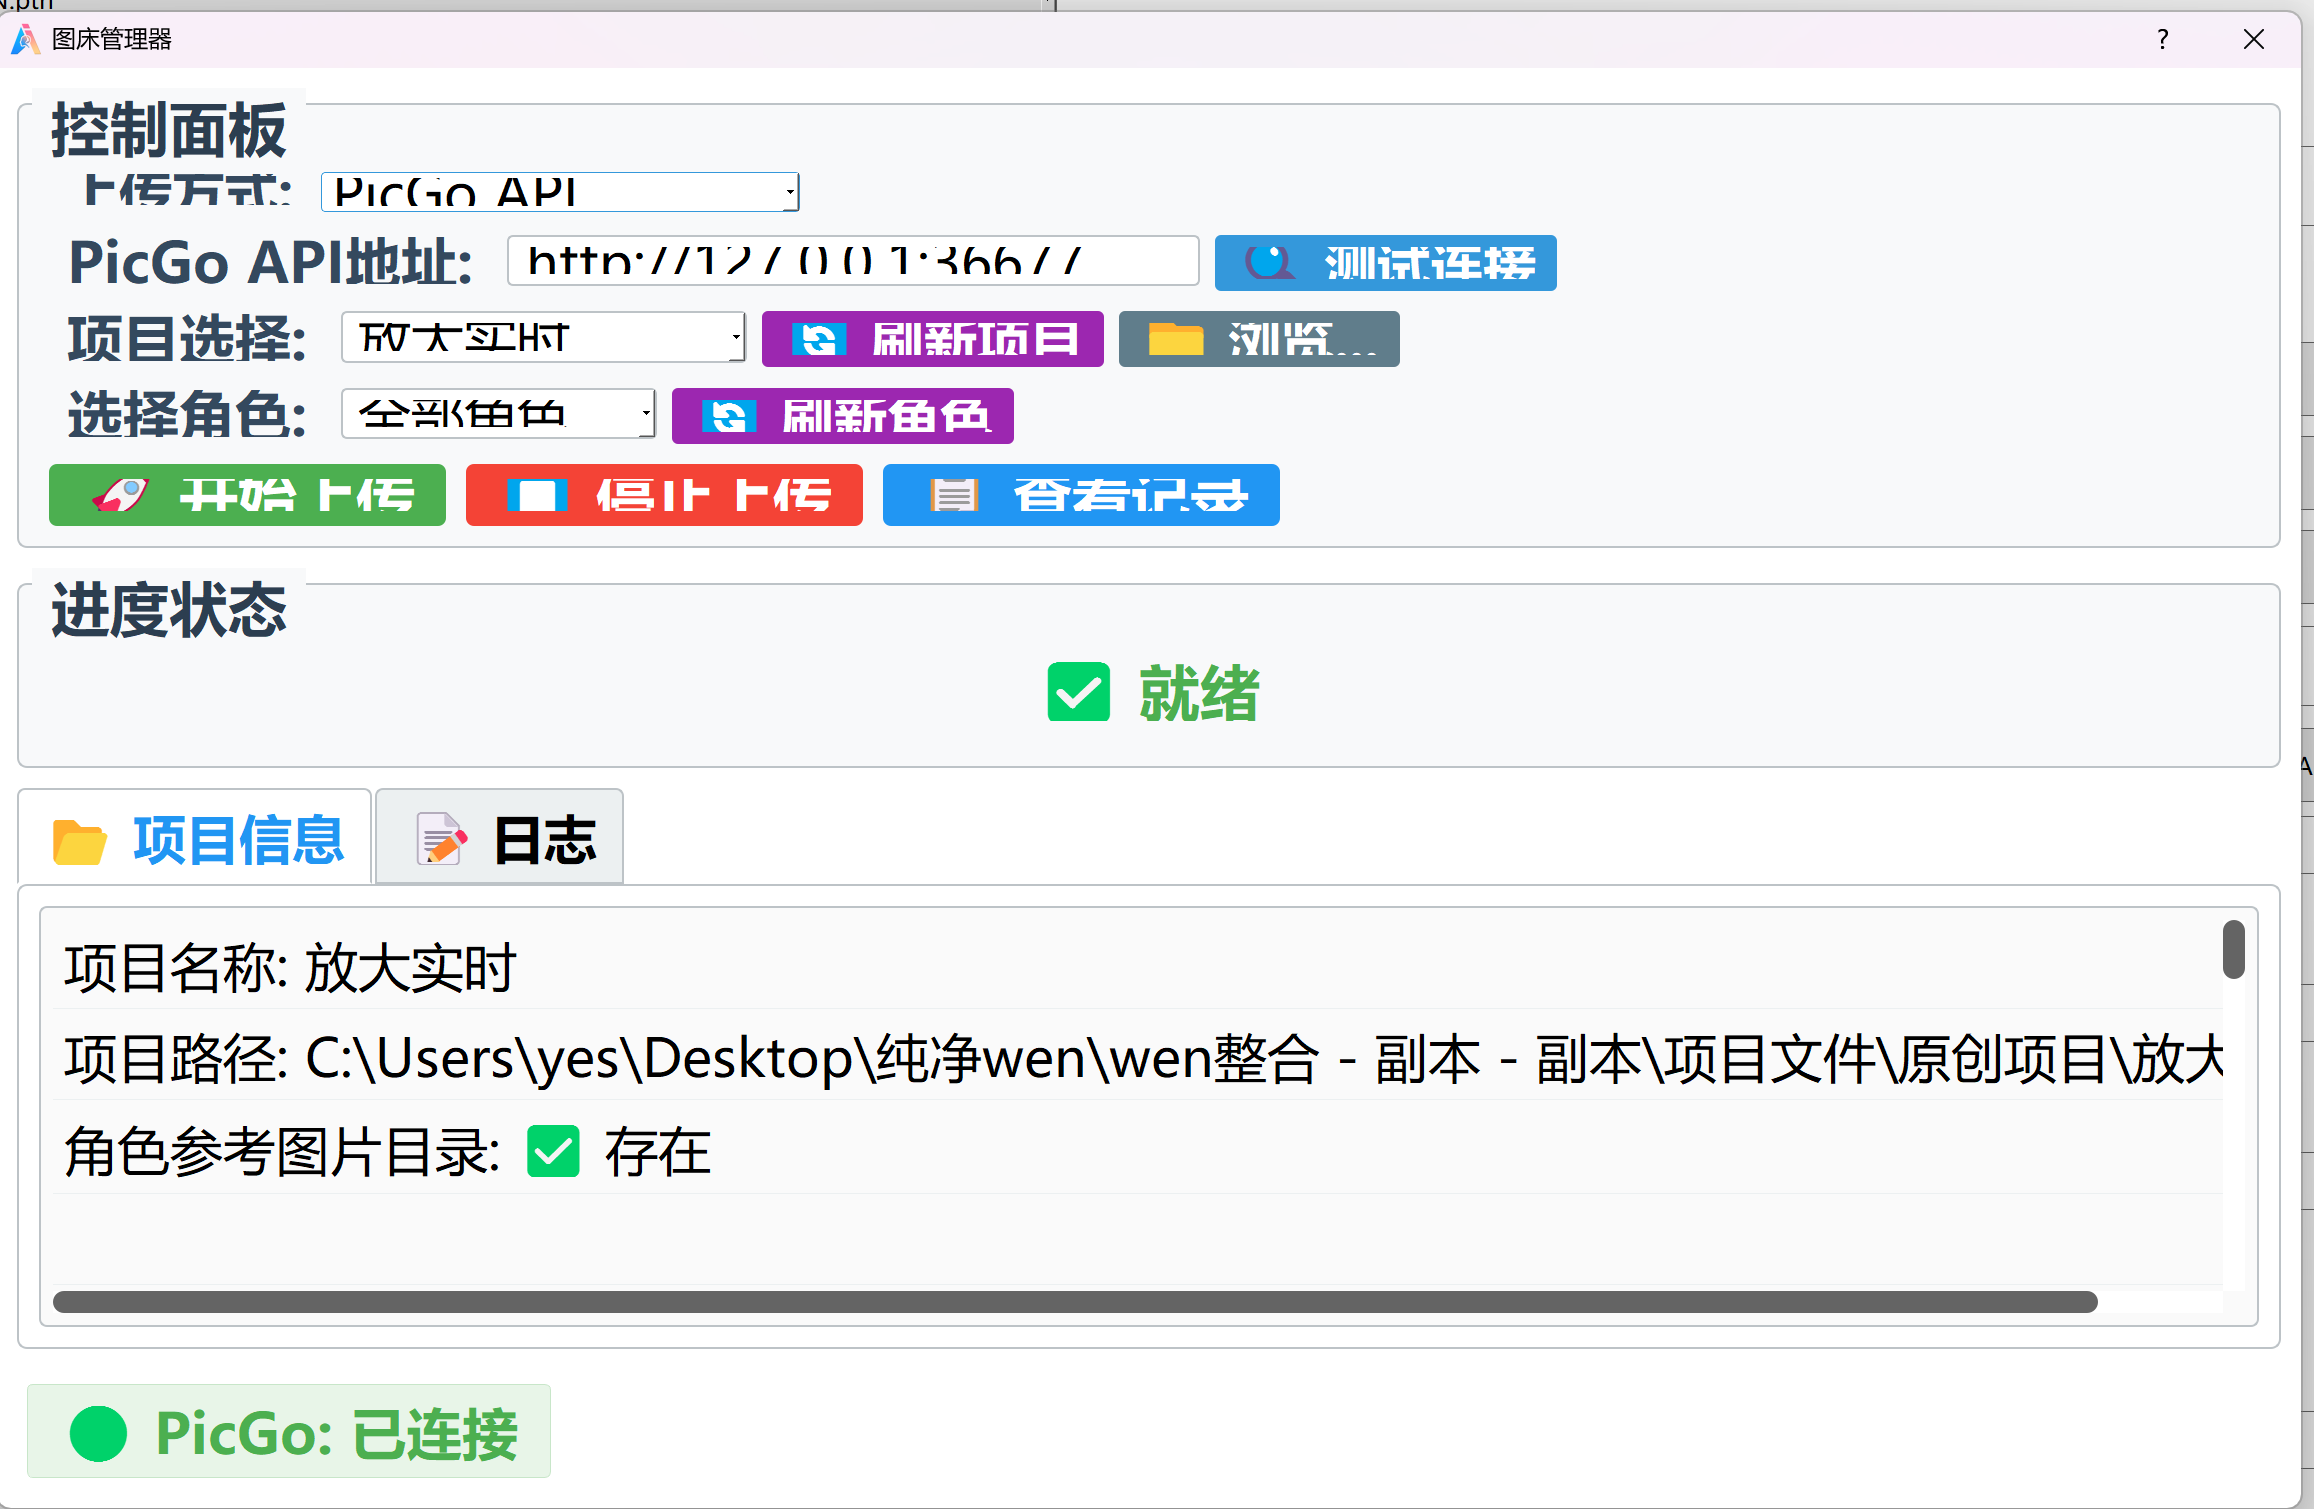 图床管理器
控制面板
上传方式: PicGo API
PicGo API地址: http://127.0.0.1:36677 测试连接
项目选择: 放大实时 刷新项目 浏览...
选择角色: 全部角色 刷新角色
开始上传 停止上传 查看记录
进度状态
就绪
项目信息 日志
项目名称: 放大实时
项目路径: C:\Users\yes\Desktop\纯净wen\wen整合 - 副本 - 副本\项目文件\原创项目\放大
角色参考图片目录: ✅ 存在
PicGo: 已连接